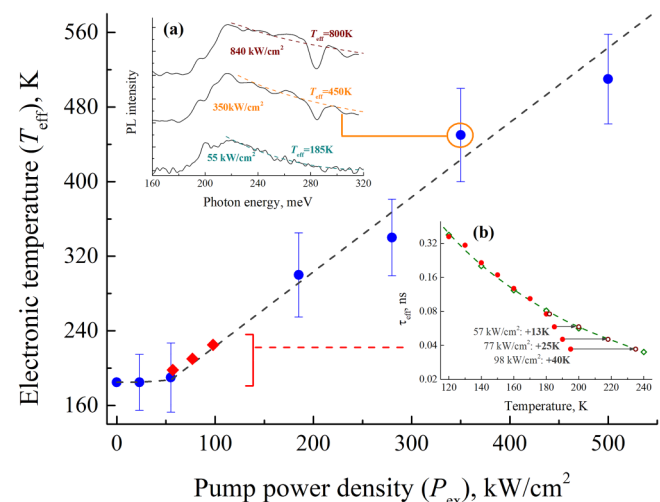 560
480
400
320
240
160
Electronic temperature (Teff), K
0
100
200
300
400
500
Pump power density (Pex), kW/cm²
(a)
PL intensity
840 kW/cm²
Teff=800K
350kW/cm²
Teff=450K
55 kW/cm²
Teff=185K
160
200
240
280
320
Photon energy, meV
(b)
τeff, ns
0.32
0.16
0.08
0.04
0.02
57 kW/cm²: +13K
77 kW/cm²: +25K
98 kW/cm²: +40K
120
140
160
180
200
220
240
Temperature, K